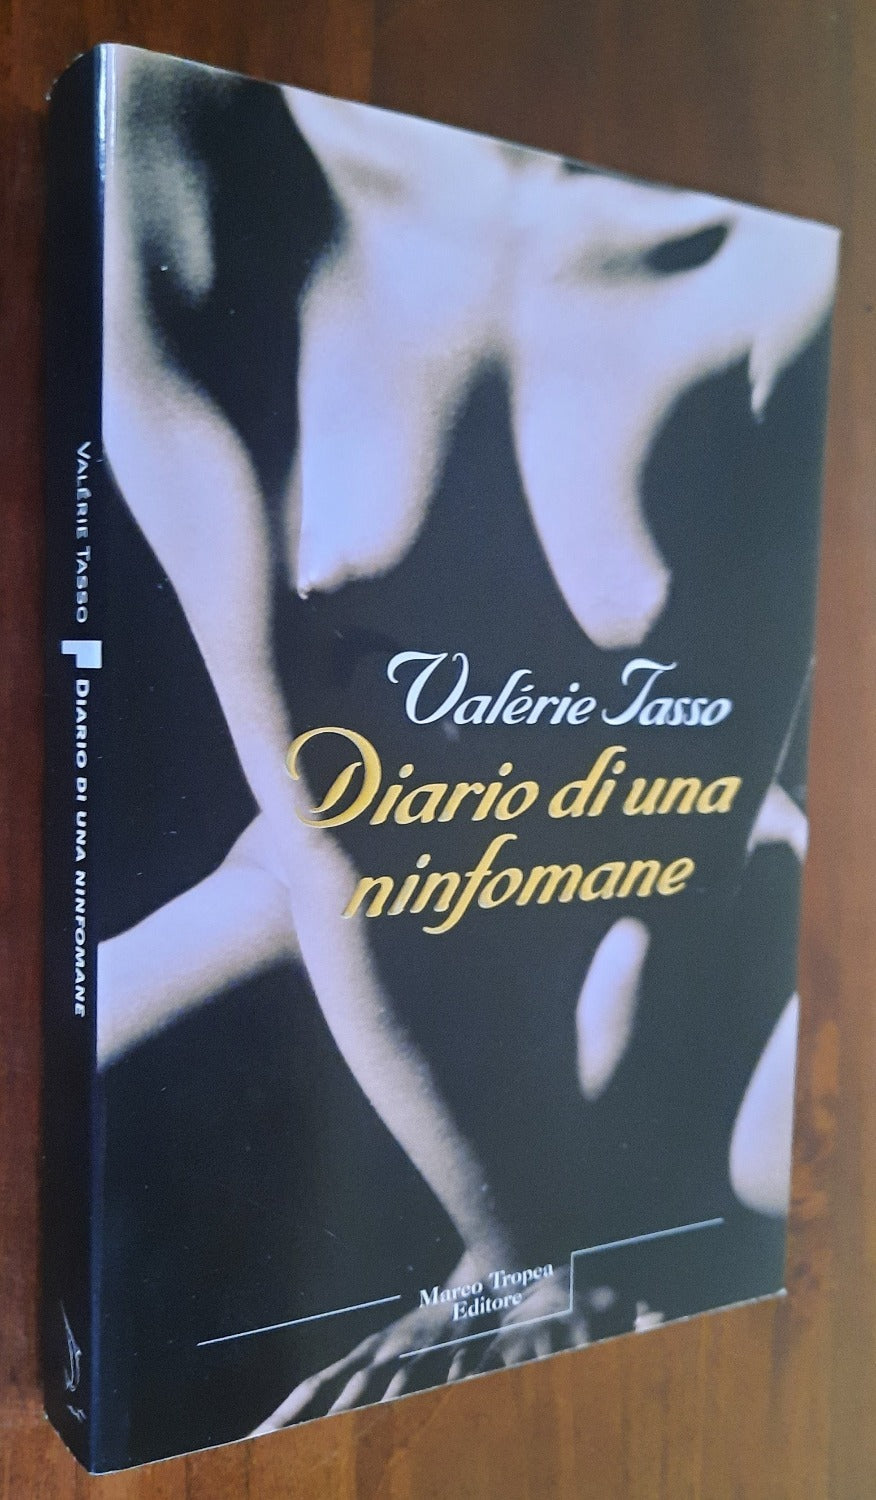 VALÉRIE TASSO DIARIO DI UNA NINFOMANE
Valérie Tasso
Diario di una
ninfomane
Marco Tropea
Editore